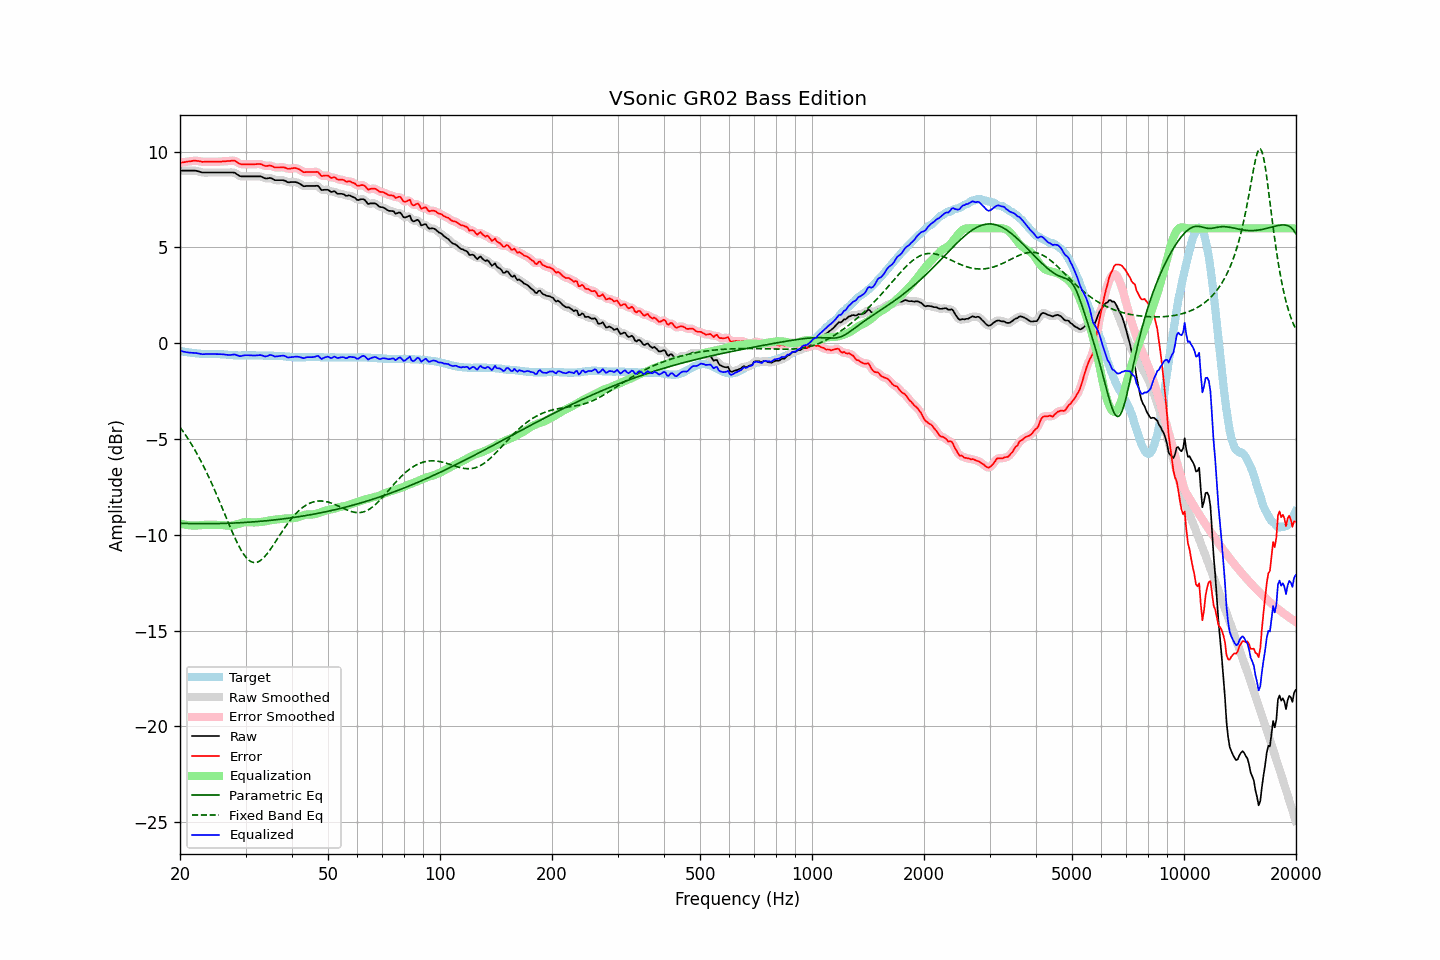 VSonic GR02 Bass Edition
Amplitude (dBr)
10
5
0
−5
−10
−15
−20
−25
Target
Raw Smoothed
Error Smoothed
Raw
Error
Equalization
Parametric Eq
Fixed Band Eq
Equalized
20 50 100 200 500 1000 2000 5000 10000 20000
Frequency (Hz)